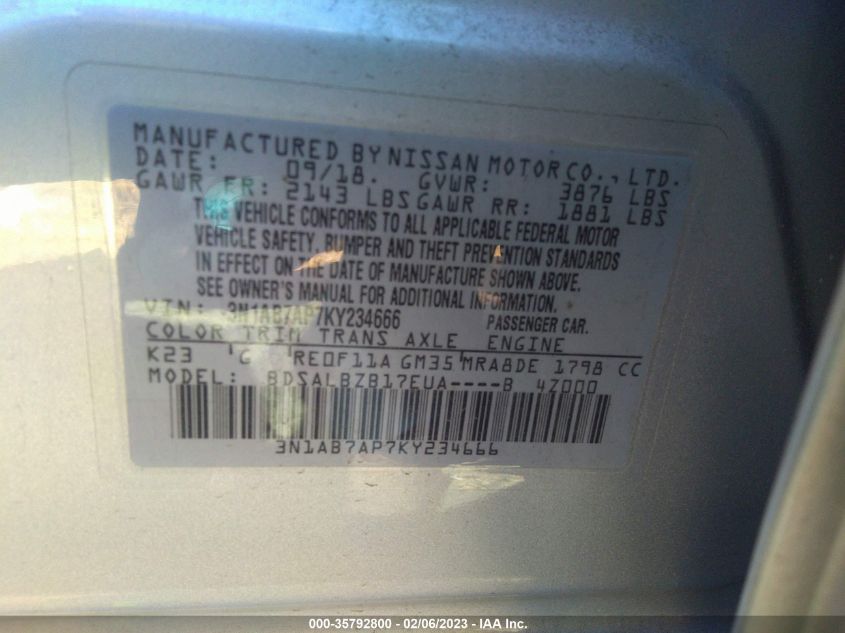 MANUFACTURED BY NISSAN MOTOR CO., LTD.
DATE: 09/18. GVWR: 3876 LBS
GAWR FR: 2143 LBS GAWR RR: 1881 LBS
THIS VEHICLE CONFORMS TO ALL APPLICABLE FEDERAL MOTOR
VEHICLE SAFETY, BUMPER AND THEFT PREVENTION STANDARDS
IN EFFECT ON THE DATE OF MANUFACTURE SHOWN ABOVE.
SEE OWNER'S MANUAL FOR ADDITIONAL INFORMATION.
VIN: 3N1AB7AP7KY234666 PASSENGER CAR.
COLOR TRIM TRANS AXLE ENGINE
K23 'G RE0F11A GM35 MRA8DE 1798 CC
MODEL: BDSALBZB17EUA----B 4Z000
3N1AB7AP7KY234666
000-35792800 - 02/06/2023 - IAA Inc.